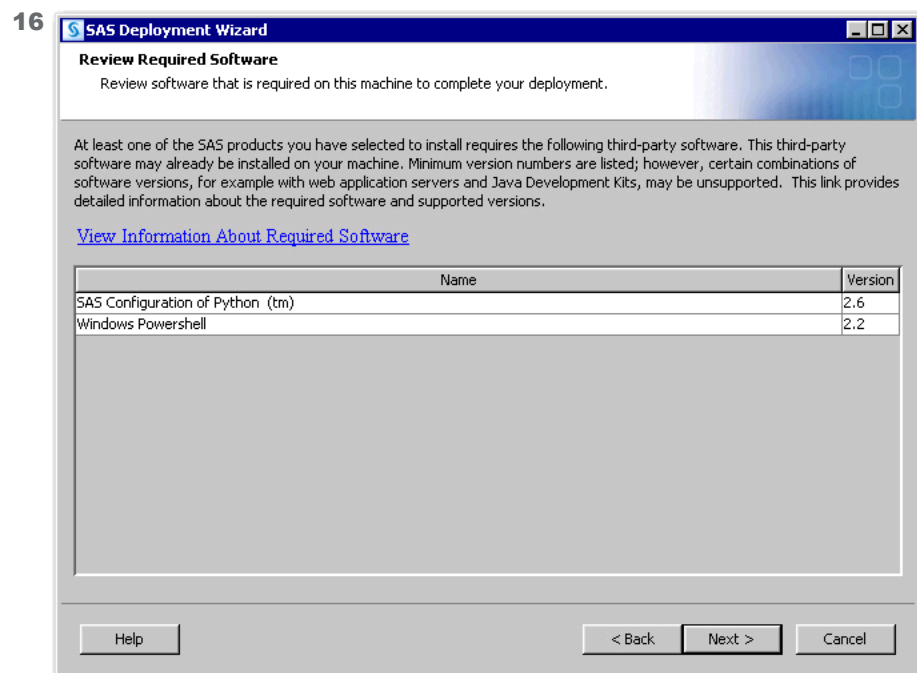 16
SAS Deployment Wizard
Review Required Software
Review software that is required on this machine to complete your deployment.
At least one of the SAS products you have selected to install requires the following third-party software. This third-party
software may already be installed on your machine. Minimum version numbers are listed; however, certain combinations of
software versions, for example with web application servers and Java Development Kits, may be unsupported. This link provides
detailed information about the required software and supported versions.
View Information About Required Software
Name Version
SAS Configuration of Python (tm) 2.6
Windows Powershell 2.2
Help < Back Next > Cancel